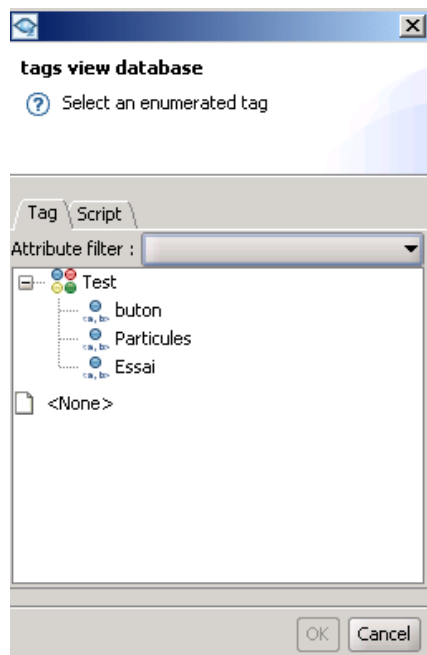 tags view database
Select an enumerated tag
Tag Script
Attribute filter :
Test
buton
Particules
Essai
<None>
OK Cancel